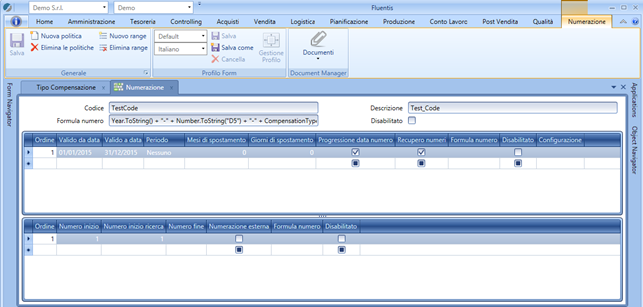 Demo S.r.l. Demo Fluentis
Home Amministrazione Tesoreria Controlling Acquisti Vendita Logistica Pianificazione Produzione Conto Lavoro Post Vendita Qualità Numerazione
Salva Nuova politica Nuovo range Default Salva Gestione Profilo Documenti
Elimina le politiche Elimina range Italiano Salva come
Cancella
Generale Profilo Form Document Manager
Tipo Compensazione Numerazione
Form Navigator
Applications
Object Navigator
Codice TestCode Descrizione Test_Code
Formula numero Year.ToString() + "-" + Number.ToString("D5") + "-" + CompensationType Disabilitato
Ordine Valido da data Valido a data Periodo Mesi di spostamento Giorni di spostamento Progressione data numero Recupero numeri Formula numero Disabilitato Configurazione
1 01/01/2015 31/12/2015 Nessuno 0 0
Ordine Numero inizio Numero inizio ricerca Numero fine Numerazione esterna Formula numero Disabilitato
1 1 1